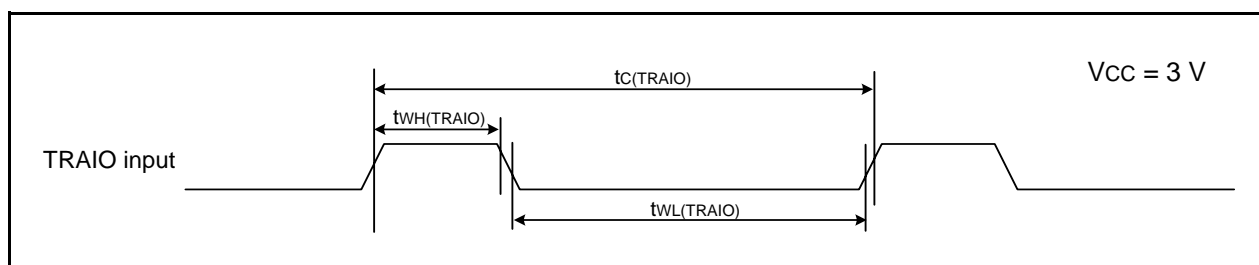 tC(TRAIO)
VCC = 3 V
tWH(TRAIO)
TRAIO input
tWL(TRAIO)